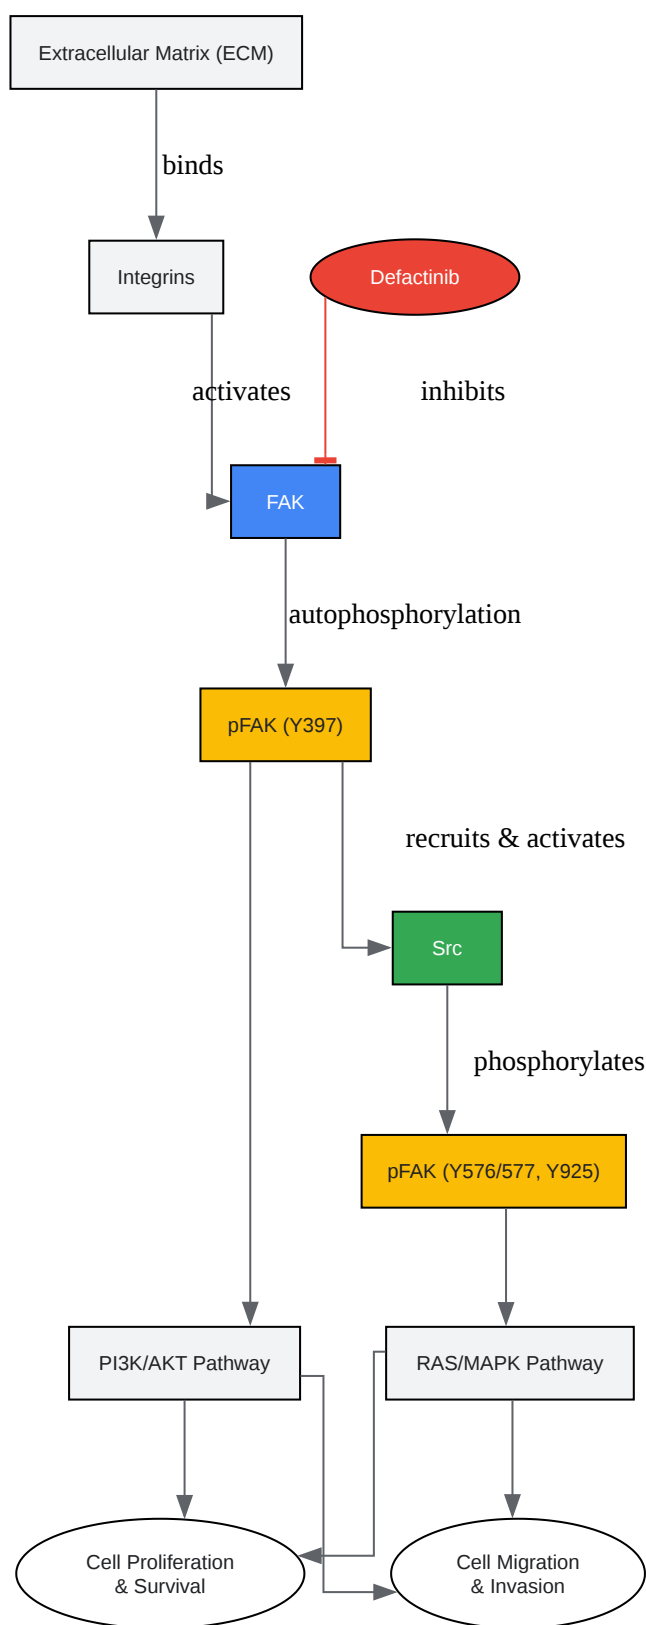 Extracellular Matrix (ECM)
binds
Integrins
Defactinib
activates
inhibits
FAK
autophosphorylation
pFAK (Y397)
recruits & activates
Src
phosphorylates
pFAK (Y576/577, Y925)
PI3K/AKT Pathway
RAS/MAPK Pathway
Cell Proliferation
& Survival
Cell Migration
& Invasion